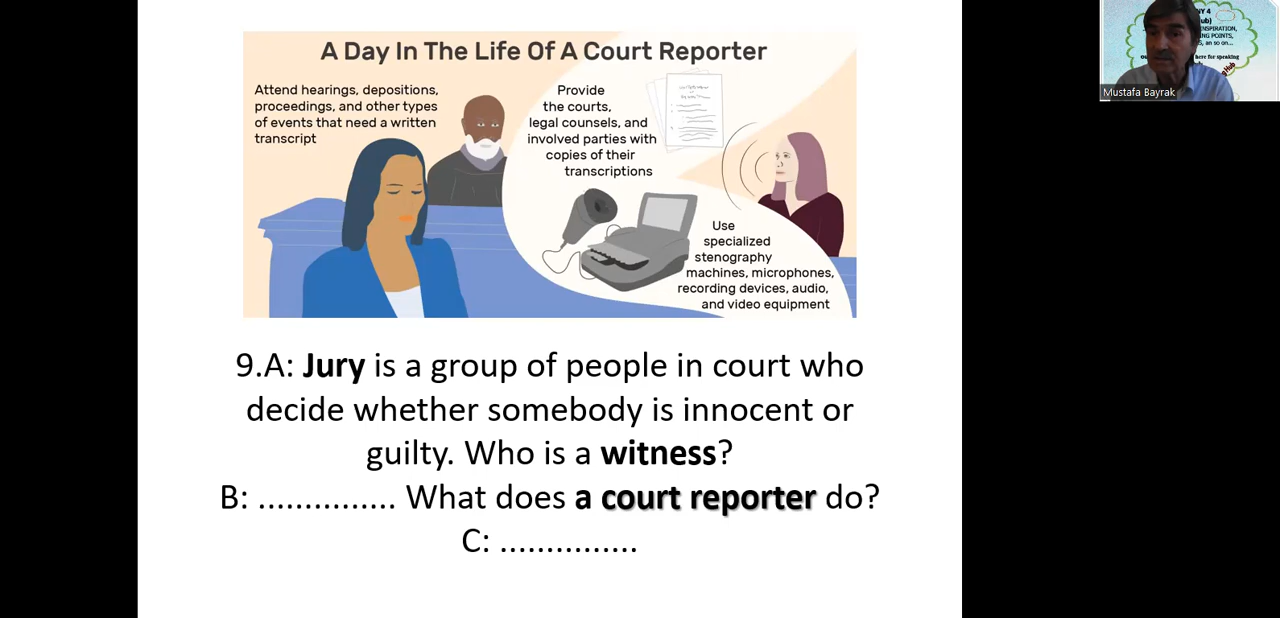 A Day In The Life Of A Court Reporter
Attend hearings, depositions,
proceedings, and other types
of events that need a written
transcript
Provide
the courts,
legal counsels, and
involved parties with
copies of their
transcriptions
Use
specialized
stenography
machines, microphones,
recording devices, audio,
and video equipment
9.A: Jury is a group of people in court who
decide whether somebody is innocent or
guilty. Who is a witness?
B: ............... What does a court reporter do?
C: ...............
Mustafa Bayrak